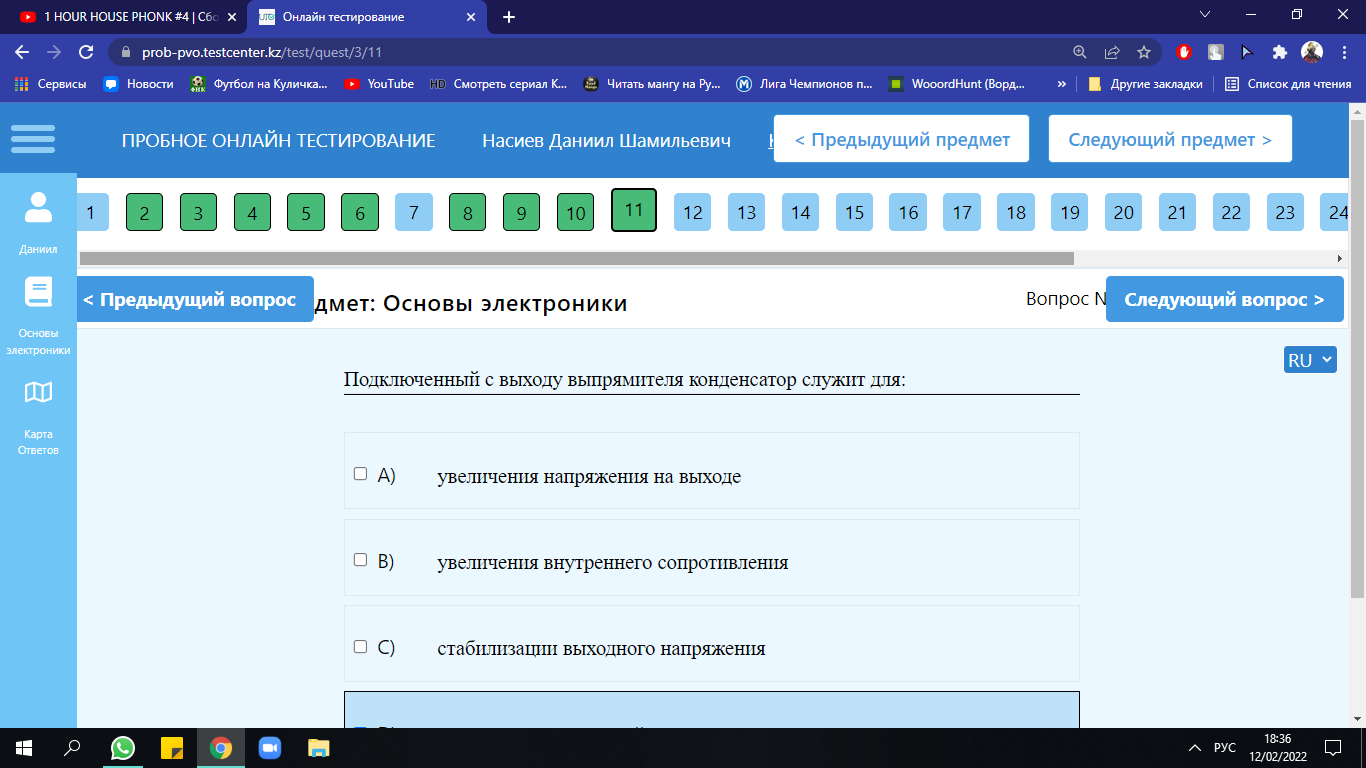 1 HOUR HOUSE PHONK #4 | Сбо
Онлайн тестирование
prob-pvo.testcenter.kz/test/quest/3/11
Сервисы Новости Футбол на Куличка... YouTube Смотреть сериал К... Читать мангу на Ру... Лига Чемпионов п... WooordHunt (Ворд... » Другие закладки Список для чтения
ПРОБНОЕ ОНЛАЙН ТЕСТИРОВАНИЕ Насиев Даниил Шамильевич < Предыдущий предмет Следующий предмет >
1 2 3 4 5 6 7 8 9 10 11 12 13 14 15 16 17 18 19 20 21 22 23 24
Даниил
Основы
электроники
Карта
Ответов
< Предыдущий вопрос дмет: Основы электроники Вопрос N Следующий вопрос >
RU
Подключенный с выходу выпрямителя конденсатор служит для:
A) увеличения напряжения на выходе
B) увеличения внутреннего сопротивления
C) стабилизации выходного напряжения
РУС
18:36
12/02/2022